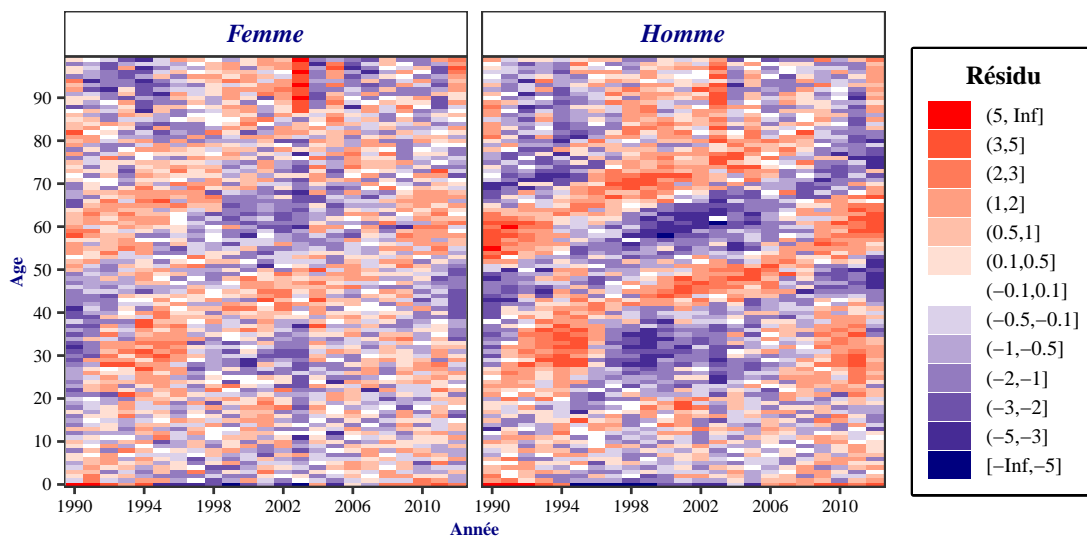 Femme
Homme
Résidu
(5, Inf]
(3,5]
(2,3]
(1,2]
(0.5,1]
(0.1,0.5]
(−0.1,0.1]
(−0.5,−0.1]
(−1,−0.5]
(−2,−1]
(−3,−2]
(−5,−3]
[−Inf,−5]
Age
90
80
70
60
50
40
30
20
10
0
1990 1994 1998 2002 2006 2010
1990 1994 1998 2002 2006 2010
Année